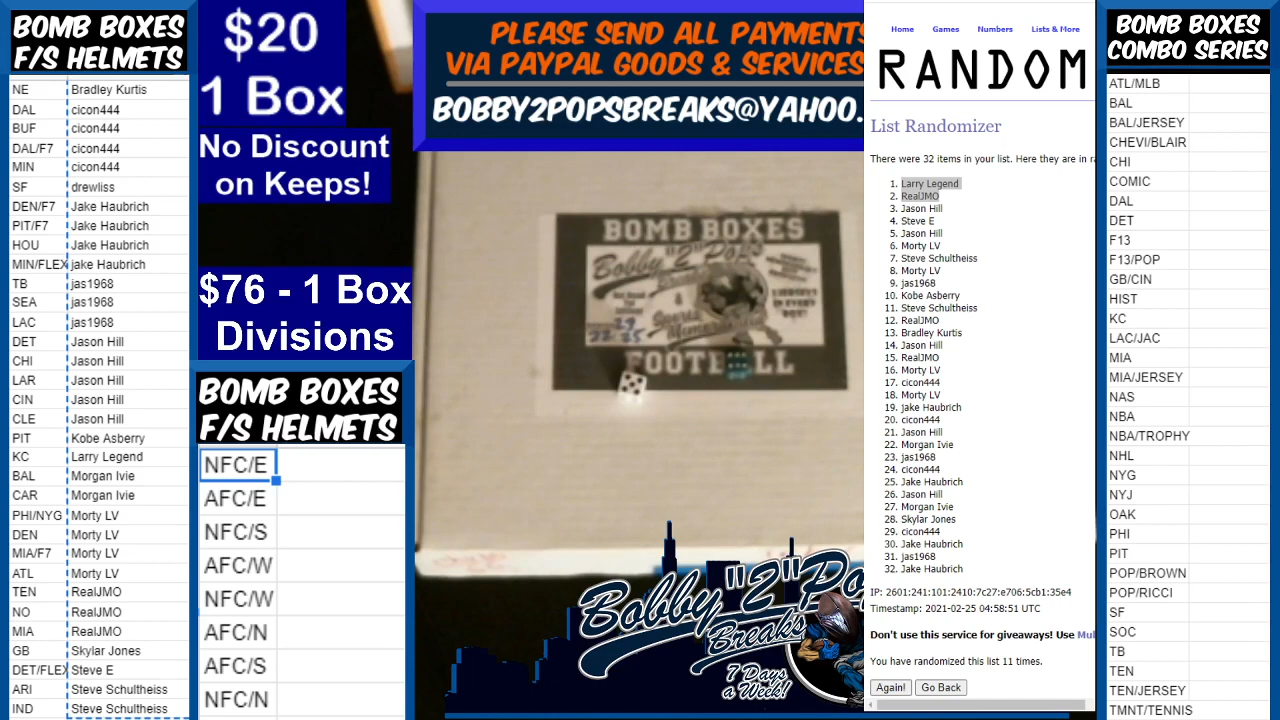 BOMB BOXES
F/S HELMETS
NE Bradley Kurtis
DAL cicon444
BUF cicon444
DAL/F7 cicon444
MIN cicon444
SF drewliss
DEN/F7 Jake Haubrich
PIT/F7 Jake Haubrich
HOU Jake Haubrich
MIN/FLEX jake Haubrich
TB jas1968
SEA jas1968
LAC jas1968
DET Jason Hill
CHI Jason Hill
LAR Jason Hill
CIN Jason Hill
CLE Jason Hill
PIT Kobe Asberry
KC Larry Legend
BAL Morgan Ivie
CAR Morgan Ivie
PHI/NYG Morty LV
DEN Morty LV
MIA/F7 Morty LV
ATL Morty LV
TEN RealJMO
NO RealJMO
MIA RealJMO
GB Skylar Jones
DET/FLEX Steve E
ARI Steve Schultheiss
IND Steve Schultheiss
$20
1 Box
No Discount
on Keeps!
$76 - 1 Box
Divisions
BOMB BOXES
F/S HELMETS
NFC/E
AFC/E
NFC/S
AFC/W
NFC/W
AFC/N
AFC/S
NFC/N
PLEASE SEND ALL PAYMENTS
VIA PAYPAL GOODS & SERVICES
BOBBY2POPSBREAKS@YAHOO.
BOMB BOXES
Bobby "2" Pops
&
Sports
FOOTBALL
Bobby "2" Po
Breaks
7 Days
a Week!
Home Games Numbers Lists & More
RANDOM
List Randomizer
There were 32 items in your list. Here they are in ra
1. Larry Legend
2. RealJMO
3. Jason Hill
4. Steve E
5. Jason Hill
6. Morty LV
7. Steve Schultheiss
8. Morty LV
9. jas1968
10. Kobe Asberry
11. Steve Schultheiss
12. RealJMO
13. Bradley Kurtis
14. Jason Hill
15. RealJMO
16. Morty LV
17. cicon444
18. Morty LV
19. jake Haubrich
20. cicon444
21. Jason Hill
22. Morgan Ivie
23. jas1968
24. cicon444
25. Jake Haubrich
26. Jason Hill
27. Morgan Ivie
28. Skylar Jones
29. cicon444
30. Jake Haubrich
31. jas1968
32. Jake Haubrich
IP: 2601:241:101:2410:7c27:e706:5cb1:35e4
Timestamp: 2021-02-25 04:58:51 UTC
Don't use this service for giveaways! Use Mul
You have randomized this list 11 times.
Again! Go Back
BOMB BOXES
COMBO SERIES
ATL/MLB
BAL
BAL/JERSEY
CHEVI/BLAIR
CHI
COMIC
DAL
DET
F13
F13/POP
GB/CIN
HIST
KC
LAC/JAC
MIA
MIA/JERSEY
NAS
NBA
NBA/TROPHY
NHL
NYG
NYJ
OAK
PHI
PIT
POP/BROWN
POP/RICCI
SF
SOC
TB
TEN
TEN/JERSEY
TMNT/TENNIS